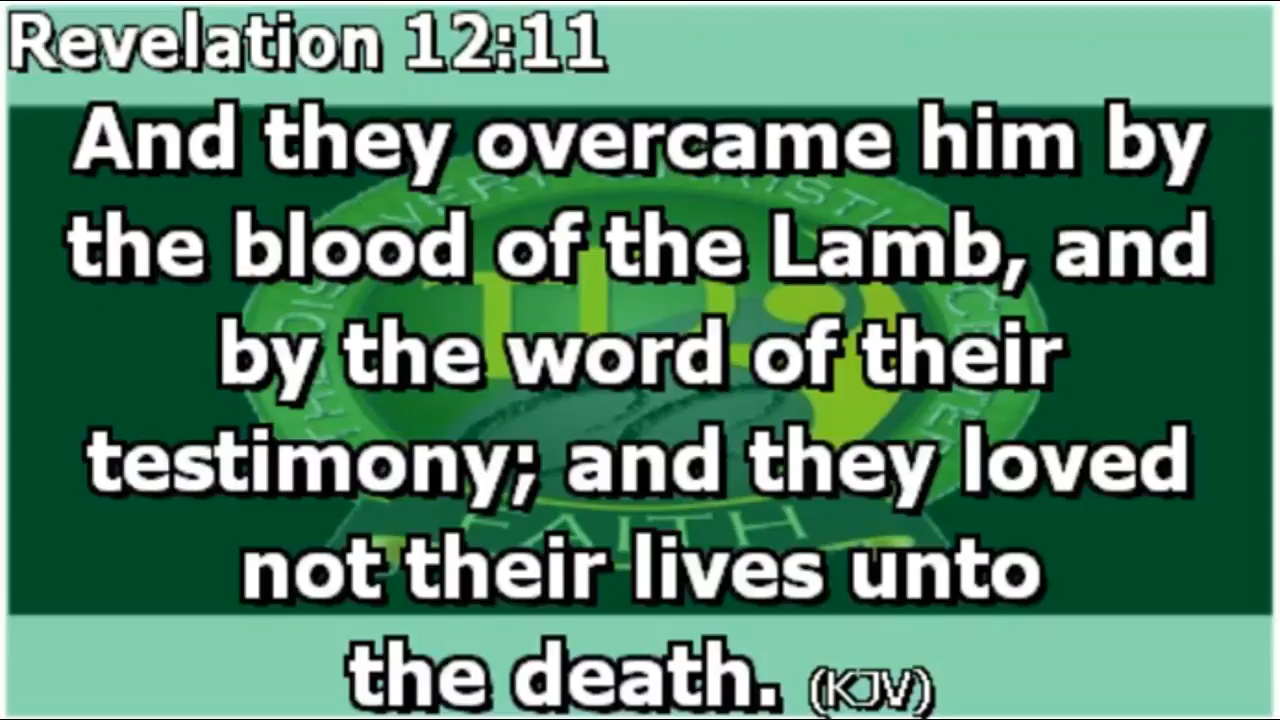 Revelation 12:11
And they overcame him by
the blood of the Lamb, and
by the word of their
testimony; and they loved
not their lives unto
the death. (KJV)
FAITH